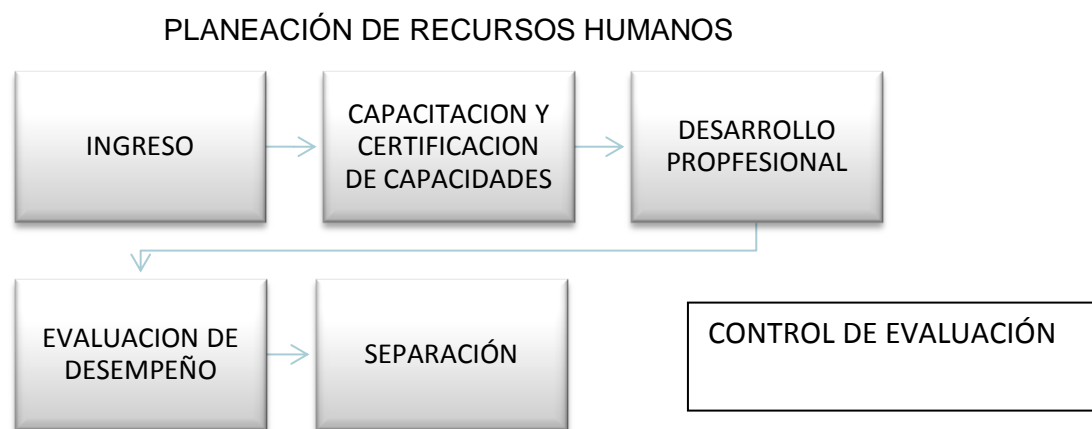 PLANEACIÓN DE RECURSOS HUMANOS
INGRESO
CAPACITACION Y
CERTIFICACION
DE CAPACIDADES
DESARROLLO
PROPFESIONAL
EVALUACION DE
DESEMPEÑO
SEPARACIÓN
CONTROL DE EVALUACIÓN